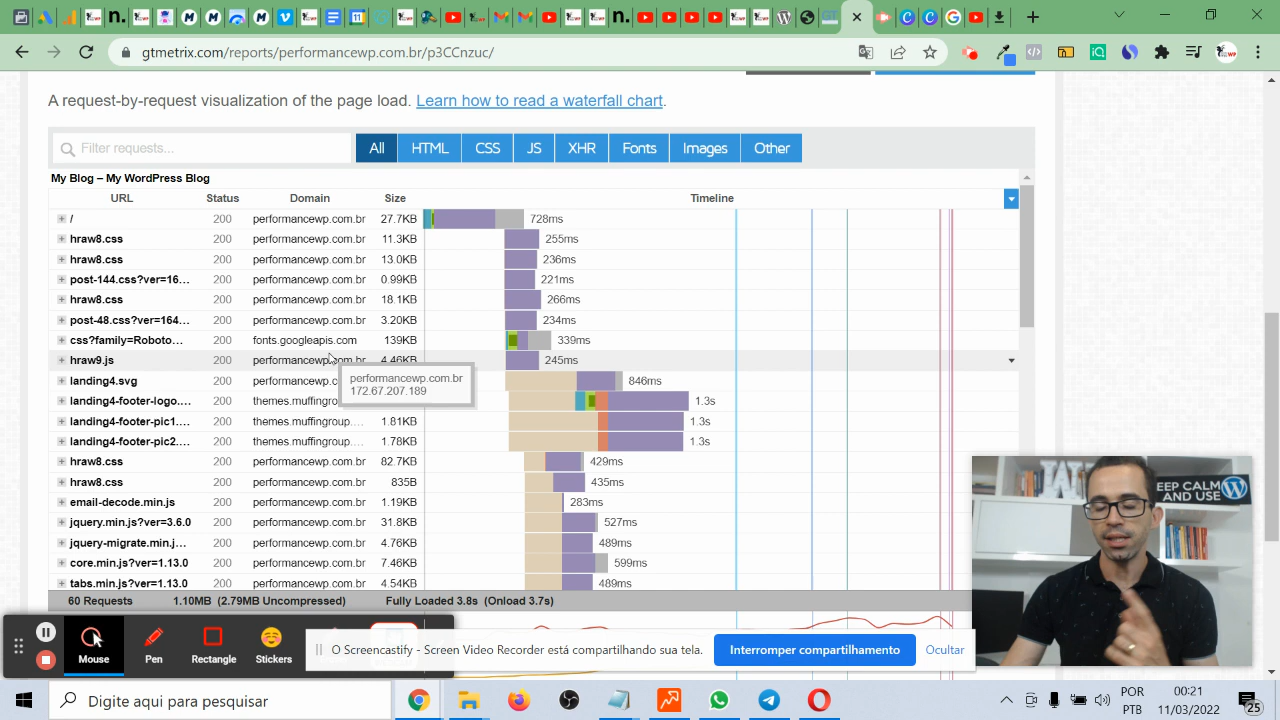 gtmetrix.com/reports/performancewp.com.br/p3CCnzuc/
A request-by-request visualization of the page load. Learn how to read a waterfall chart.
Filter requests...
All HTML CSS JS XHR Fonts Images Other
My Blog – My WordPress Blog
URL Status Domain Size Timeline
/ 200 performancewp.com.br 27.7KB 728ms
hraw8.css 200 performancewp.com.br 11.3KB 255ms
hraw8.css 200 performancewp.com.br 13.0KB 236ms
post-144.css?ver=16... 200 performancewp.com.br 0.99KB 221ms
hraw8.css 200 performancewp.com.br 18.1KB 266ms
post-48.css?ver=164... 200 performancewp.com.br 3.20KB 234ms
css?family=Roboto... 200 fonts.googleapis.com 139KB 339ms
hraw9.js 200 performancewp.com.br 4.46KB 245ms
performancewp.com.br
172.67.207.189
landing4.svg 200 846ms
landing4-footer-logo.... 200 1.3s
landing4-footer-pic1.... 200 themes.muffingroup.... 1.81KB 1.3s
landing4-footer-pic2.... 200 themes.muffingroup.... 1.78KB 1.3s
hraw8.css 200 performancewp.com.br 82.7KB 429ms
hraw8.css 200 performancewp.com.br 835B 435ms
email-decode.min.js 200 performancewp.com.br 1.19KB 283ms
jquery.min.js?ver=3.6.0 200 performancewp.com.br 31.8KB 527ms
jquery-migrate.min.j... 200 performancewp.com.br 4.76KB 489ms
core.min.js?ver=1.13.0 200 performancewp.com.br 7.46KB 599ms
tabs.min.js?ver=1.13.0 200 performancewp.com.br 4.54KB 489ms
60 Requests 1.10MB (2.79MB Uncompressed) Fully Loaded 3.8s (Onload 3.7s)
EEP CALM
AND USE
Mouse Pen Rectangle Stickers
O Screencastify - Screen Video Recorder está compartilhando sua tela. Interromper compartilhamento Ocultar
Digite aqui para pesquisar
POR
PTB
00:21
11/03/2022
25